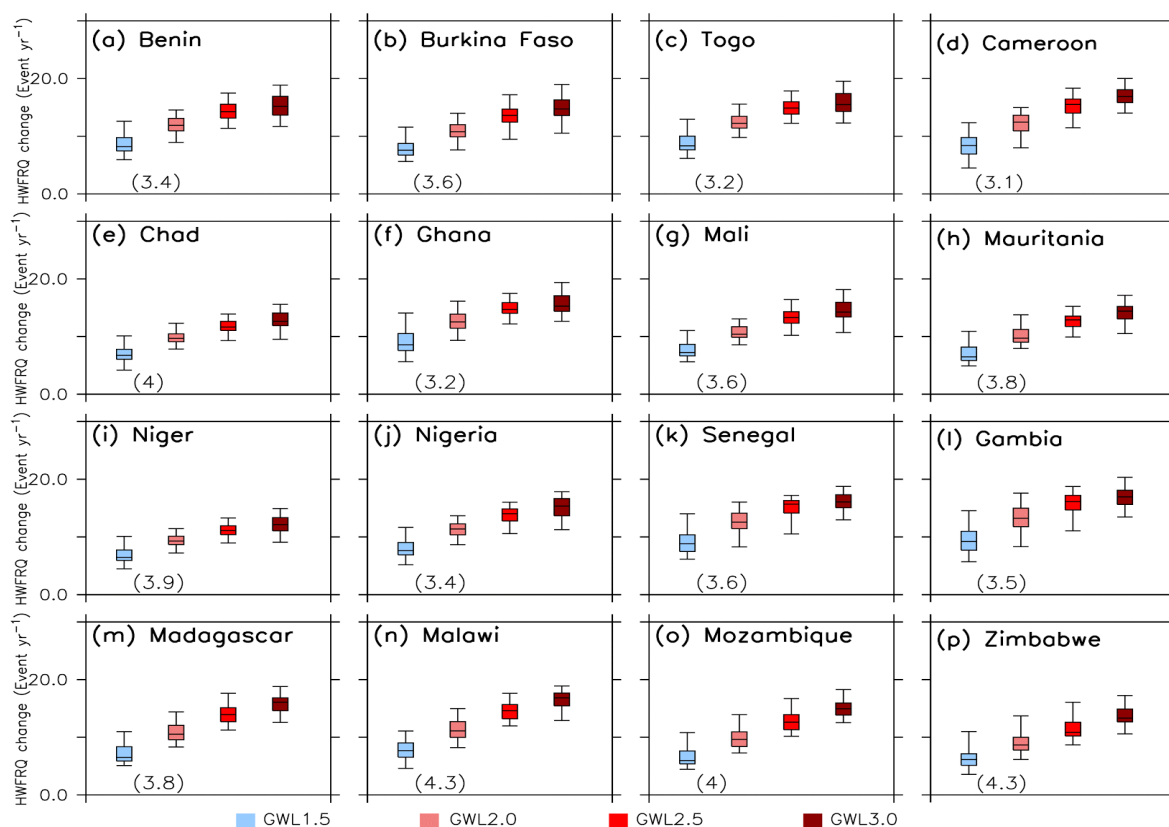 HWFRQ change (Event yr⁻¹)
20.0
0.0
(a) Benin
(3.4)
(b) Burkina Faso
(3.6)
(c) Togo
(3.2)
(d) Cameroon
(3.1)
HWFRQ change (Event yr⁻¹)
20.0
0.0
(e) Chad
(4)
(f) Ghana
(3.2)
(g) Mali
(3.6)
(h) Mauritania
(3.8)
HWFRQ change (Event yr⁻¹)
20.0
0.0
(i) Niger
(3.9)
(j) Nigeria
(3.4)
(k) Senegal
(3.6)
(l) Gambia
(3.5)
HWFRQ change (Event yr⁻¹)
20.0
0.0
(m) Madagascar
(3.8)
(n) Malawi
(4.3)
(o) Mozambique
(4)
(p) Zimbabwe
(4.3)
GWL1.5
GWL2.0
GWL2.5
GWL3.0